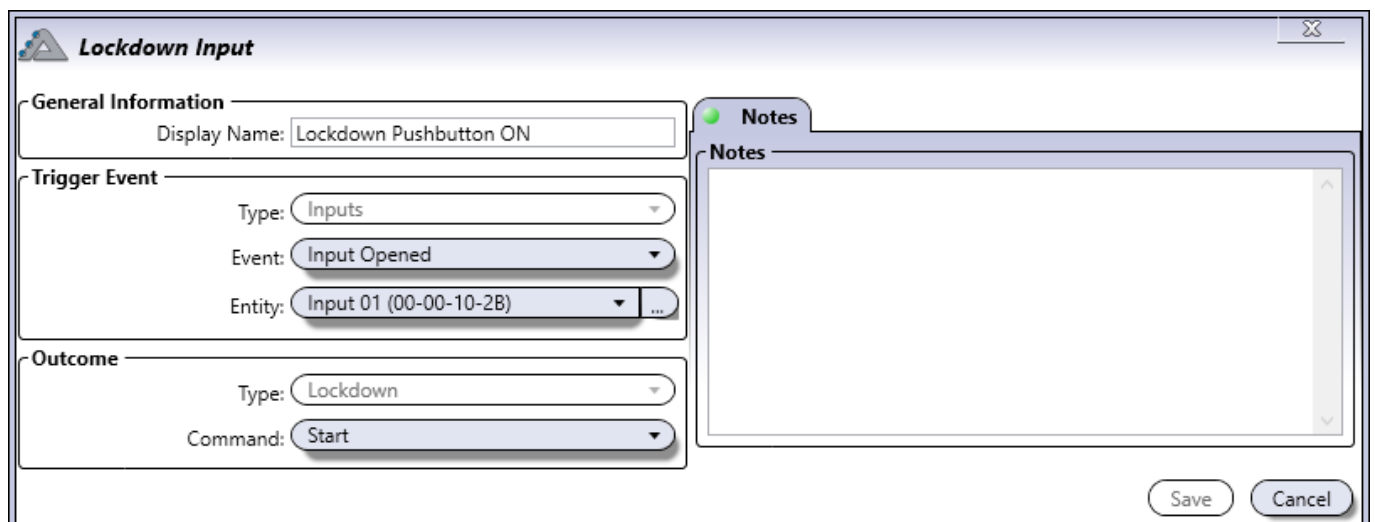 Lockdown Input
General Information
Display Name: Lockdown Pushbutton ON
Trigger Event
Type: Inputs
Event: Input Opened
Entity: Input 01 (00-00-10-2B) ...
Outcome
Type: Lockdown
Command: Start
Notes
Notes
Save Cancel